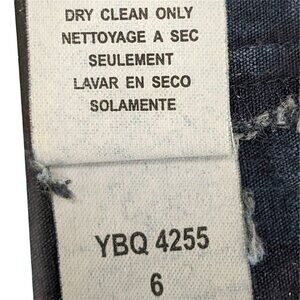 DRY CLEAN ONLY
NETTOYAGE A SEC
SEULEMENT
LAVAR EN SECO
SOLAMENTE
YBQ 4255
6